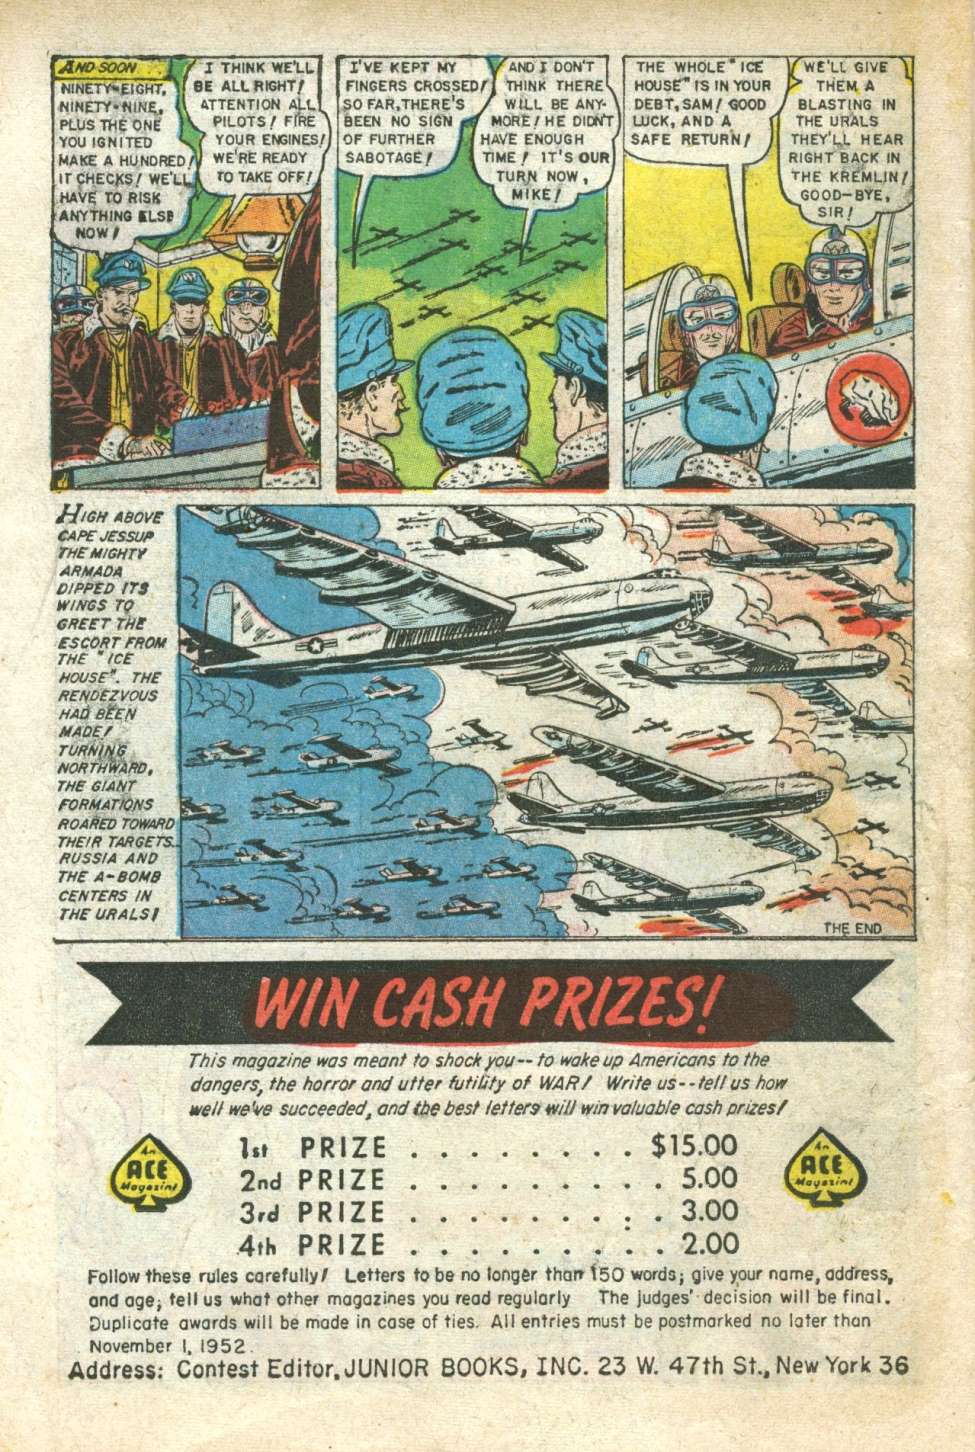 AND SOON
NINETY-EIGHT,
NINETY-NINE,
PLUS THE ONE
YOU IGNITED
MAKE A HUNDRED!
IT CHECKS! WE'LL
HAVE TO RISK
ANYTHING ELSE
NOW!
I THINK WE'LL
BE ALL RIGHT!
ATTENTION ALL
PILOTS! FIRE
YOUR ENGINES!
WE'RE READY
TO TAKE OFF!
I'VE KEPT MY
FINGERS CROSSED!
SO FAR, THERE'S
BEEN NO SIGN
OF FURTHER
SABOTAGE!
AND I DON'T
THINK THERE
WILL BE ANY-
MORE! HE DIDN'T
HAVE ENOUGH
TIME! IT'S OUR
TURN NOW,
MIKE!
THE WHOLE "ICE
HOUSE" IS IN YOUR
DEBT, SAM! GOOD
LUCK, AND A
SAFE RETURN!
WE'LL GIVE
THEM A
BLASTING IN
THE URALS
THEY'LL HEAR
RIGHT BACK IN
THE KREMLIN!
GOOD-BYE,
SIR!
HIGH ABOVE
CAPE JESSUP
THE MIGHTY
ARMADA
DIPPED ITS
WINGS TO
GREET THE
ESCORT FROM
THE "ICE
HOUSE". THE
RENDEZVOUS
HAD BEEN
MADE!
TURNING
NORTHWARD,
THE GIANT
FORMATIONS
ROARED TOWARD
THEIR TARGETS..
RUSSIA AND
THE A-BOMB
CENTERS IN
THE URALS!
THE END
WIN CASH PRIZES!
This magazine was meant to shock you--to wake up Americans to the
dangers, the horror and utter futility of WAR! Write us--tell us how
well we've succeeded, and the best letters will win valuable cash prizes!
An
ACE
Magazine
1st PRIZE . . . . . . . . $15.00
2nd PRIZE . . . . . . . . . 5.00
3rd PRIZE . . . . . . . . . 3.00
4th PRIZE . . . . . . . . . 2.00
An
ACE
Magazine
Follow these rules carefully! Letters to be no longer than 150 words; give your name, address,
and age; tell us what other magazines you read regularly The judges' decision will be final.
Duplicate awards will be made in case of ties. All entries must be postmarked no later than
November 1, 1952.
Address: Contest Editor, JUNIOR BOOKS, INC. 23 W. 47th St., New York 36